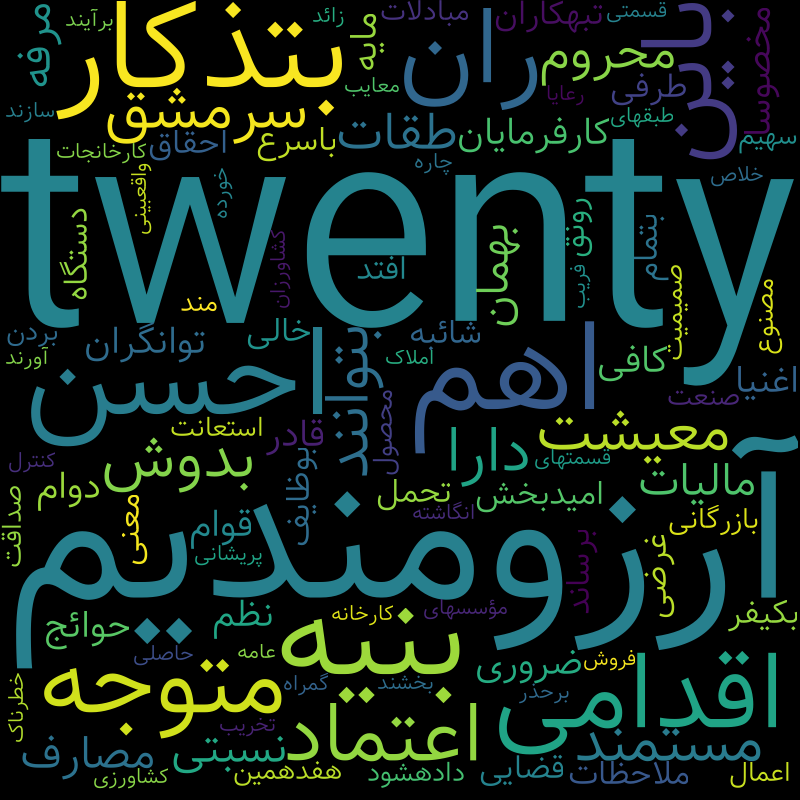 برآیند
زائد
مایه
مبادلات
تبهکاران
قسمتی
مرفه
بتذکار
ران
محروم
باین
مخصوسا
سازند
سرمشق
معایب
رعایا
طرفی
طبقهای
سهیم
کارخانجات
احقاق
باسرع
طقات
چاره
کارفرمایان
خلاص
واقعبینی
خورده
twenty
دستگاه
کشاورزان
بهمان
رونق
قریب
بتمام
صمیمیت
مصنوع
افتد
مند
بردن
آورند
توانگران
خالی
احسن
بتوانند
شائبه
أملاک
اهم
کافی
اغنیا
صنعت
محصول
کنترل
بدوش
استعانت
قادر
دارا
معیشت
قسمتهای
صداقت
دوام
معنی
بوظایف
تحمل
انگاشته
امیدبخش
مالیات
بازرگانی
قوام
پریشانی
آرزومندیم
برساند
غرضی
حوائج
نظم
کارخانه
مؤسسهای
بکیفر
بنیه
حاصلی
عامه
ضروری
فروش
متوجه
گمراه
بخشند
برحذر
اقدامی
خطرناک
تخریب
اعتماد
مستمند
مصارف
نسبتی
کشاورزی
هفدهمین
دادهشود
قضایی
ملاحظات
اعمال